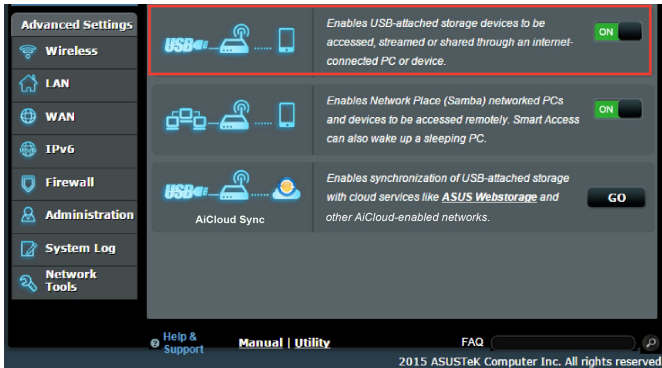 Advanced Settings
Wireless
LAN
WAN
IPv6
Firewall
Administration
System Log
Network
Tools
USB
Enables USB-attached storage devices to be
accessed, streamed or shared through an internet-
connected PC or device.
ON
Enables Network Place (Samba) networked PCs
and devices to be accessed remotely. Smart Access
can also wake up a sleeping PC.
ON
USB
AiCloud Sync
Enables synchronization of USB-attached storage
with cloud services like ASUS Webstorage and
other AiCloud-enabled networks.
GO
Help &
Support
Manual | Utility
FAQ
2015 ASUSTeK Computer Inc. All rights reserved